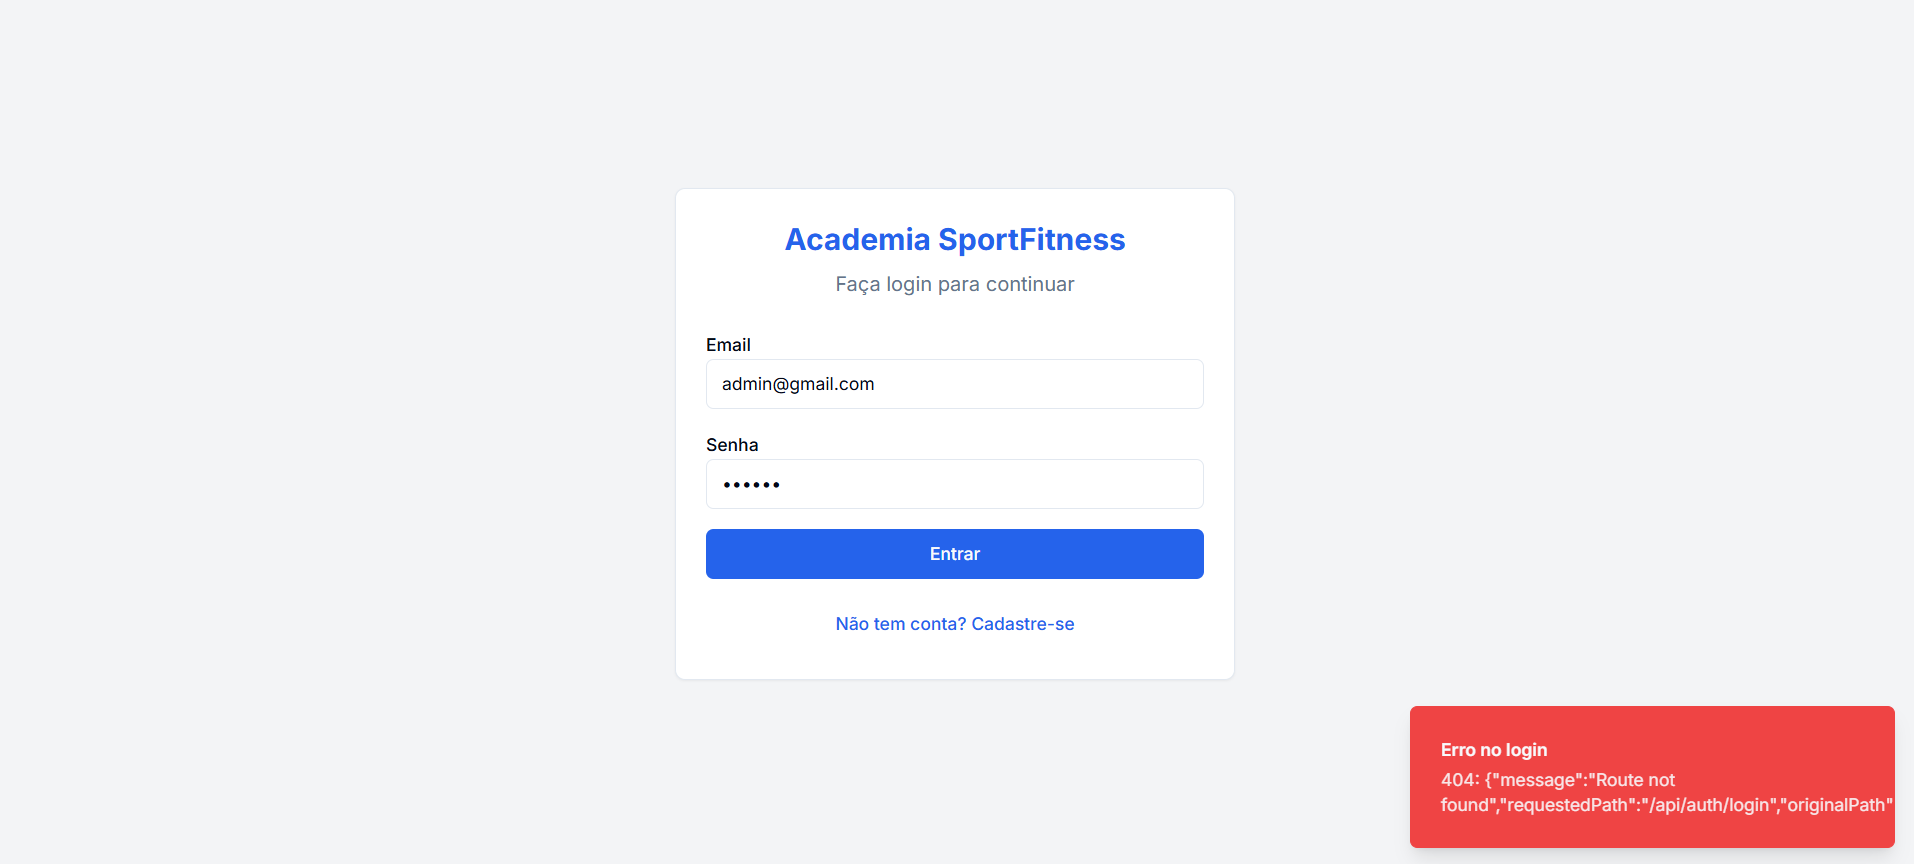 Academia SportFitness
Faça login para continuar
Email
admin@gmail.com
Senha
••••••
Entrar
Não tem conta? Cadastre-se
Erro no login
404: {"message":"Route not
found","requestedPath":"/api/auth/login","originalPath"